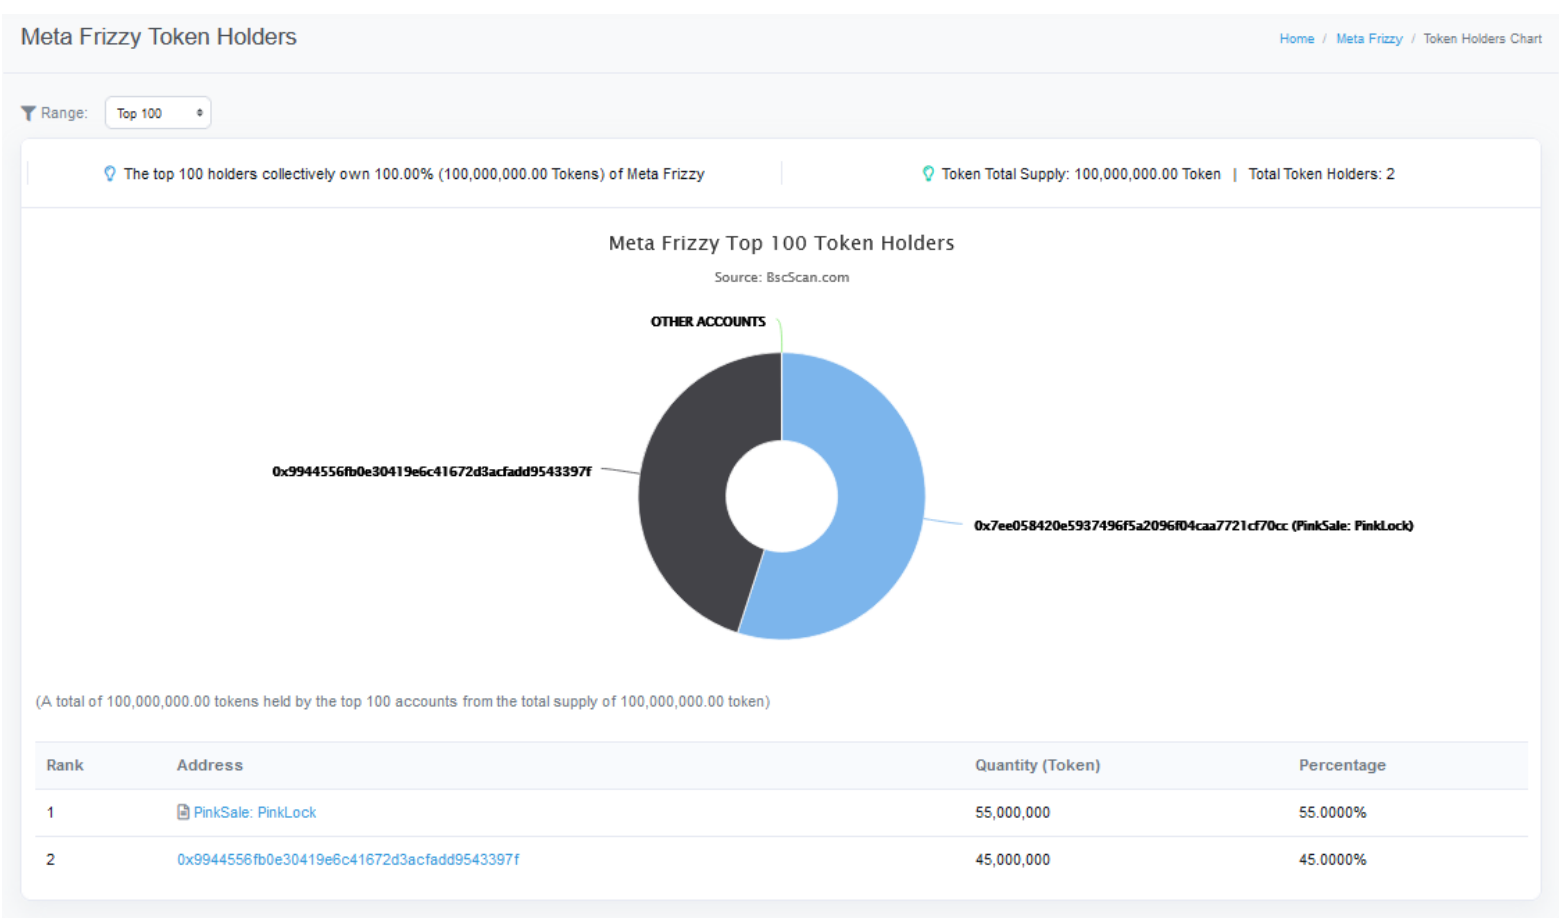 Meta Frizzy Token Holders
Home / Meta Frizzy / Token Holders Chart
Range: Top 100
The top 100 holders collectively own 100.00% (100,000,000.00 Tokens) of Meta Frizzy
Token Total Supply: 100,000,000.00 Token | Total Token Holders: 2
Meta Frizzy Top 100 Token Holders
Source: BscScan.com
OTHER ACCOUNTS
0x9944556fb0e30419e6c41672d3acfadd9543397f
0x7ee058420e5937496f5a2096f04caa7721cf70cc (PinkSale: PinkLock)
(A total of 100,000,000.00 tokens held by the top 100 accounts from the total supply of 100,000,000.00 token)
Rank Address Quantity (Token) Percentage
1 PinkSale: PinkLock 55,000,000 55.0000%
2 0x9944556fb0e30419e6c41672d3acfadd9543397f 45,000,000 45.0000%